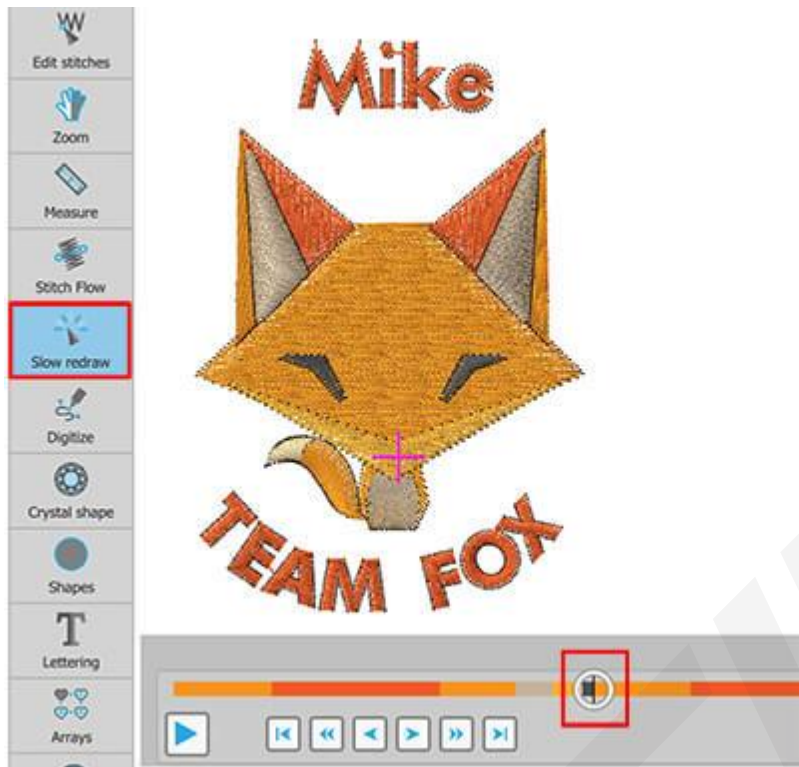 Edit stitches
Zoom
Measure
Stitch Flow
Slow redraw
Digitize
Crystal shape
Shapes
T
Lettering
Arrays
Mike
TEAM FOX